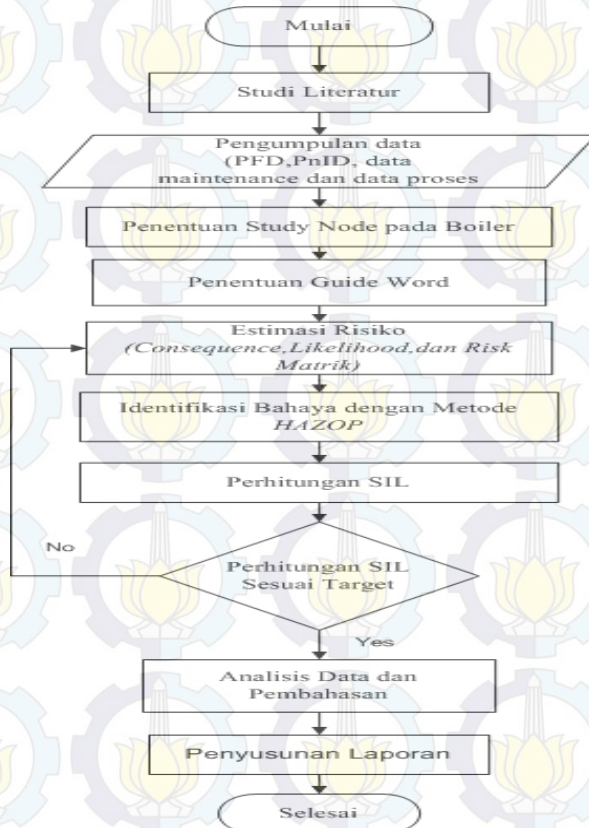 Mulai
Studi Literatur
Pengumpulan data
(PFD,PnID, data
maintenance dan data proses
Penentuan Study Node pada Boiler
Penentuan Guide Word
Estimasi Risiko
(Consequence,Likelihood,dan Risk
Matrik)
Identifikasi Bahaya dengan Metode
HAZOP
Perhitungan SIL
No
Perhitungan SIL
Sesuai Target
Yes
Analisis Data dan
Pembahasan
Penyusunan Laporan
Selesai